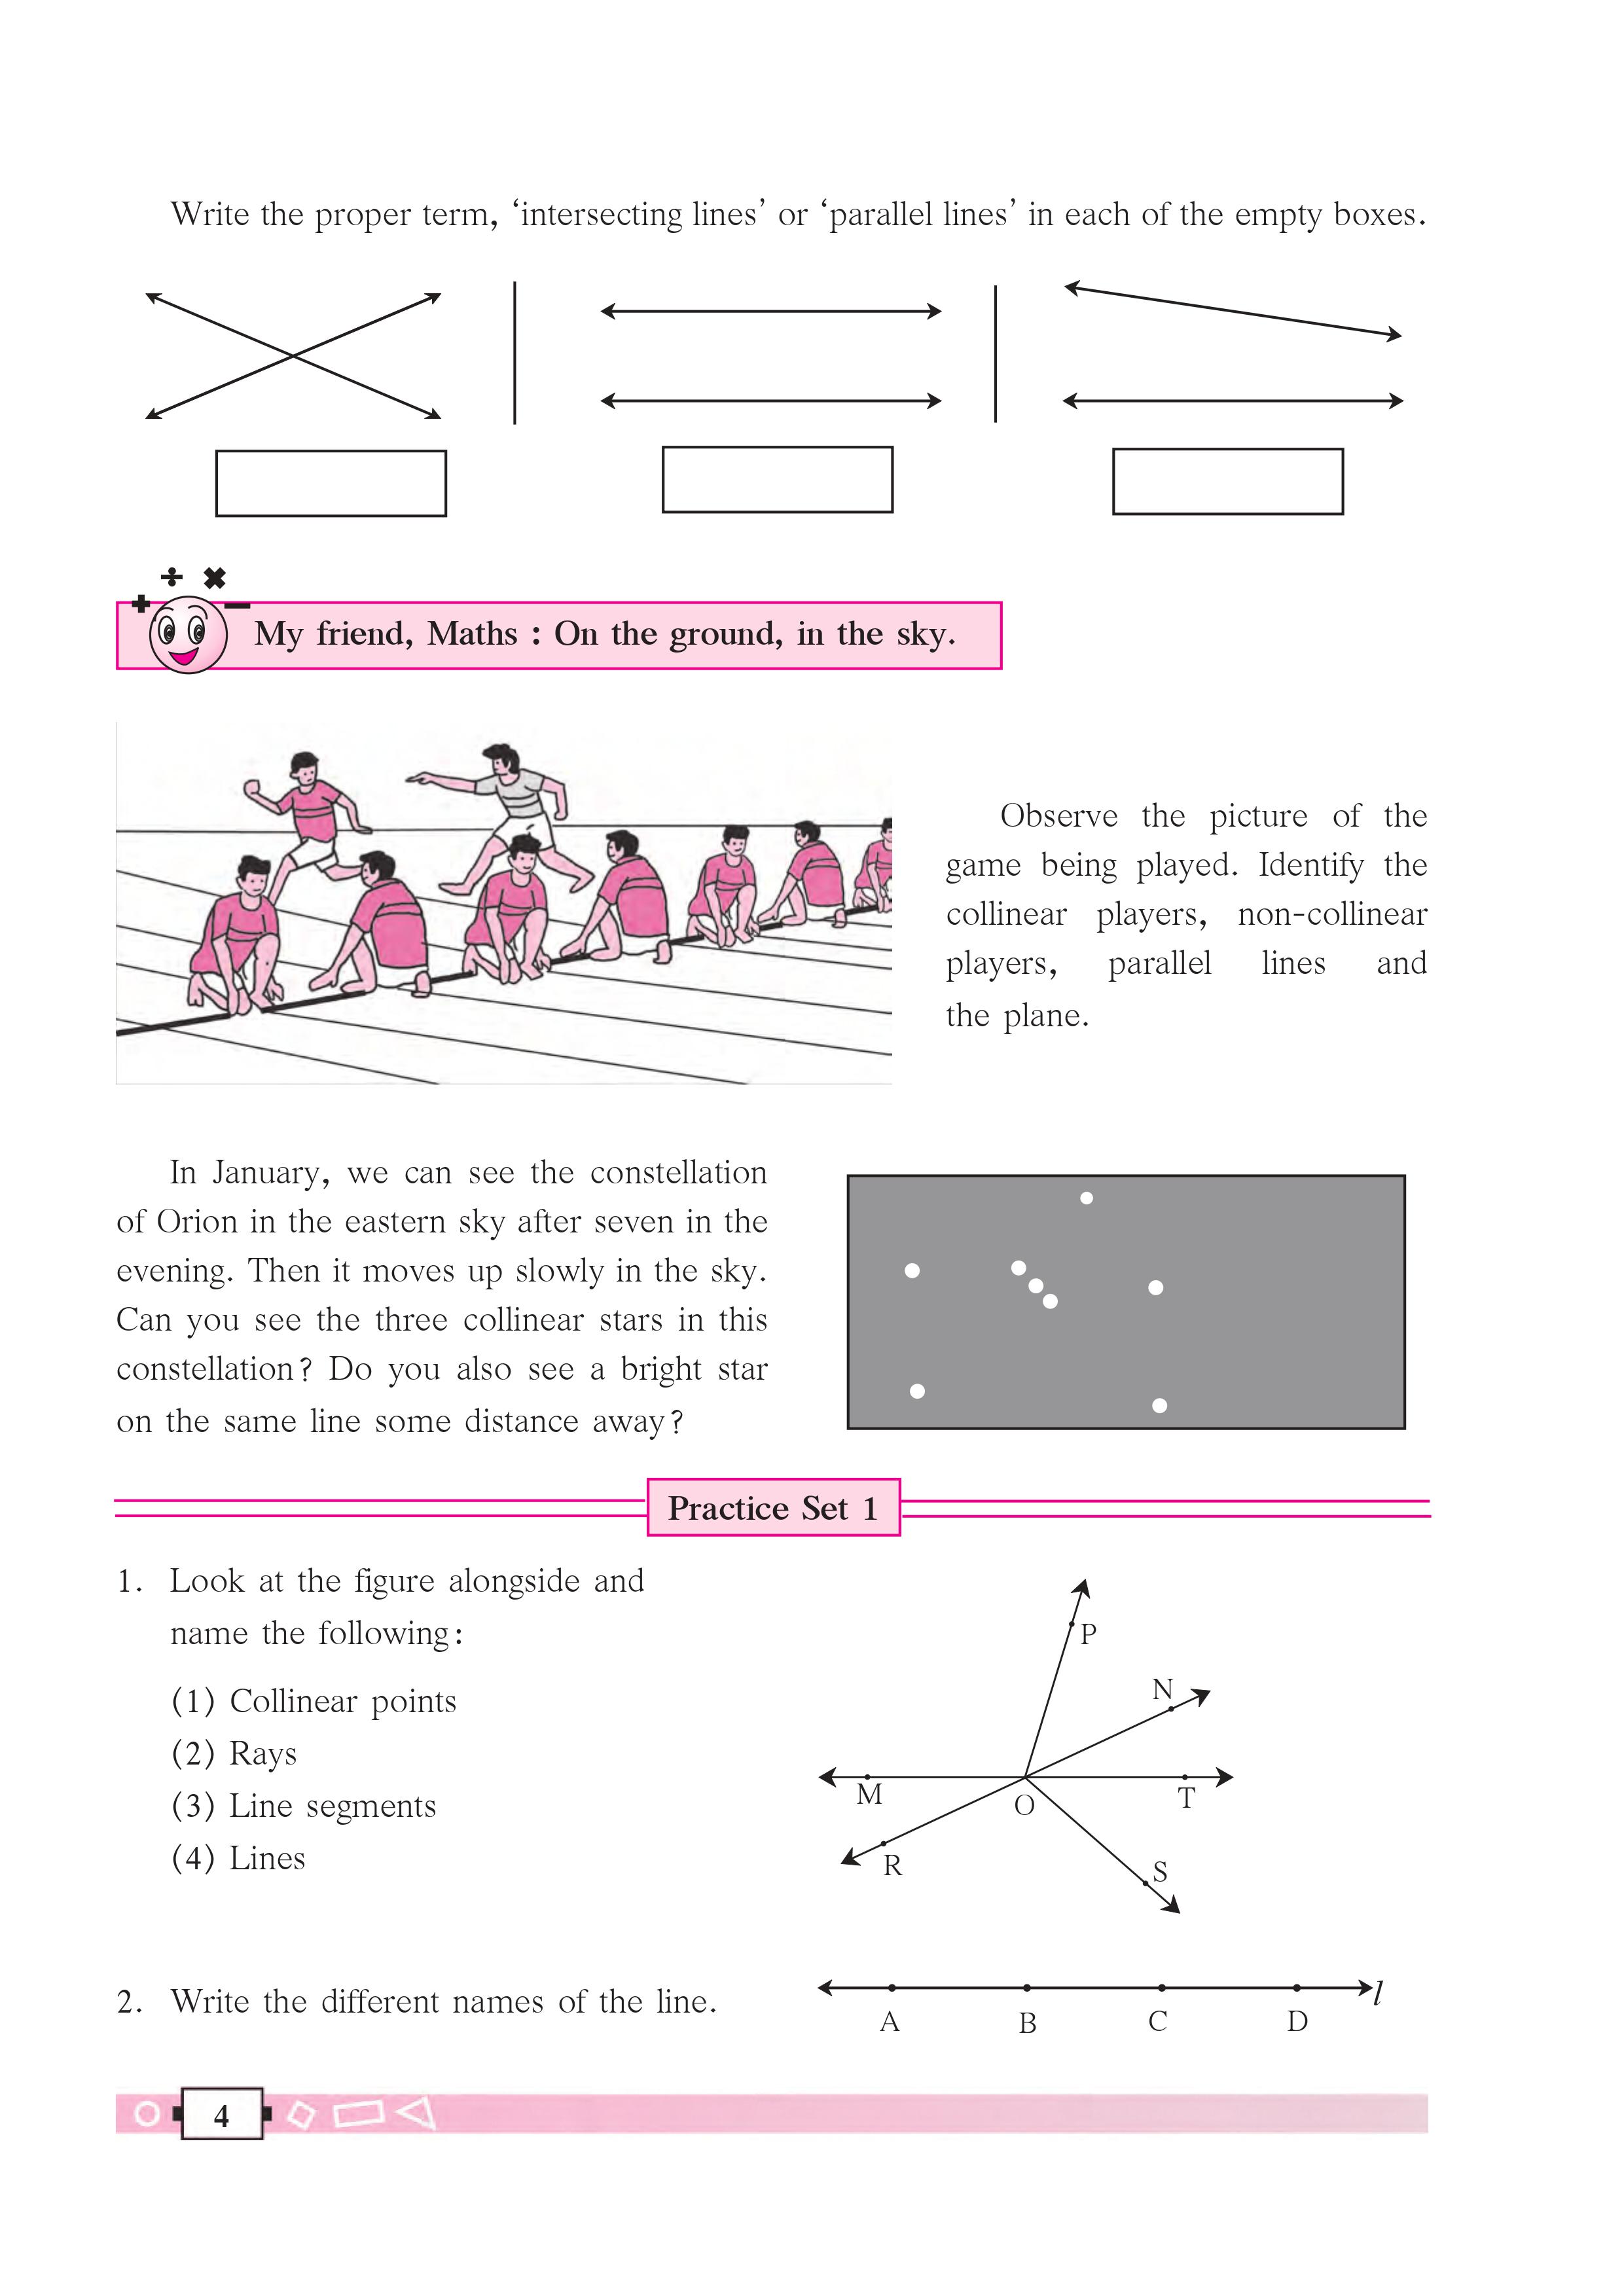 Write the proper term, ‘intersecting lines’ or ‘parallel lines’ in each of the empty boxes.
My friend, Maths : On the ground, in the sky.
Observe the picture of the
game being played. Identify the
collinear players, non-collinear
players, parallel lines and
the plane.
In January, we can see the constellation
of Orion in the eastern sky after seven in the
evening. Then it moves up slowly in the sky.
Can you see the three collinear stars in this
constellation? Do you also see a bright star
on the same line some distance away?
Practice Set 1
1. Look at the figure alongside and
name the following:
(1) Collinear points
(2) Rays
(3) Line segments
(4) Lines
P
N
M
O
T
R
S
2. Write the different names of the line.
l
A B C D
4